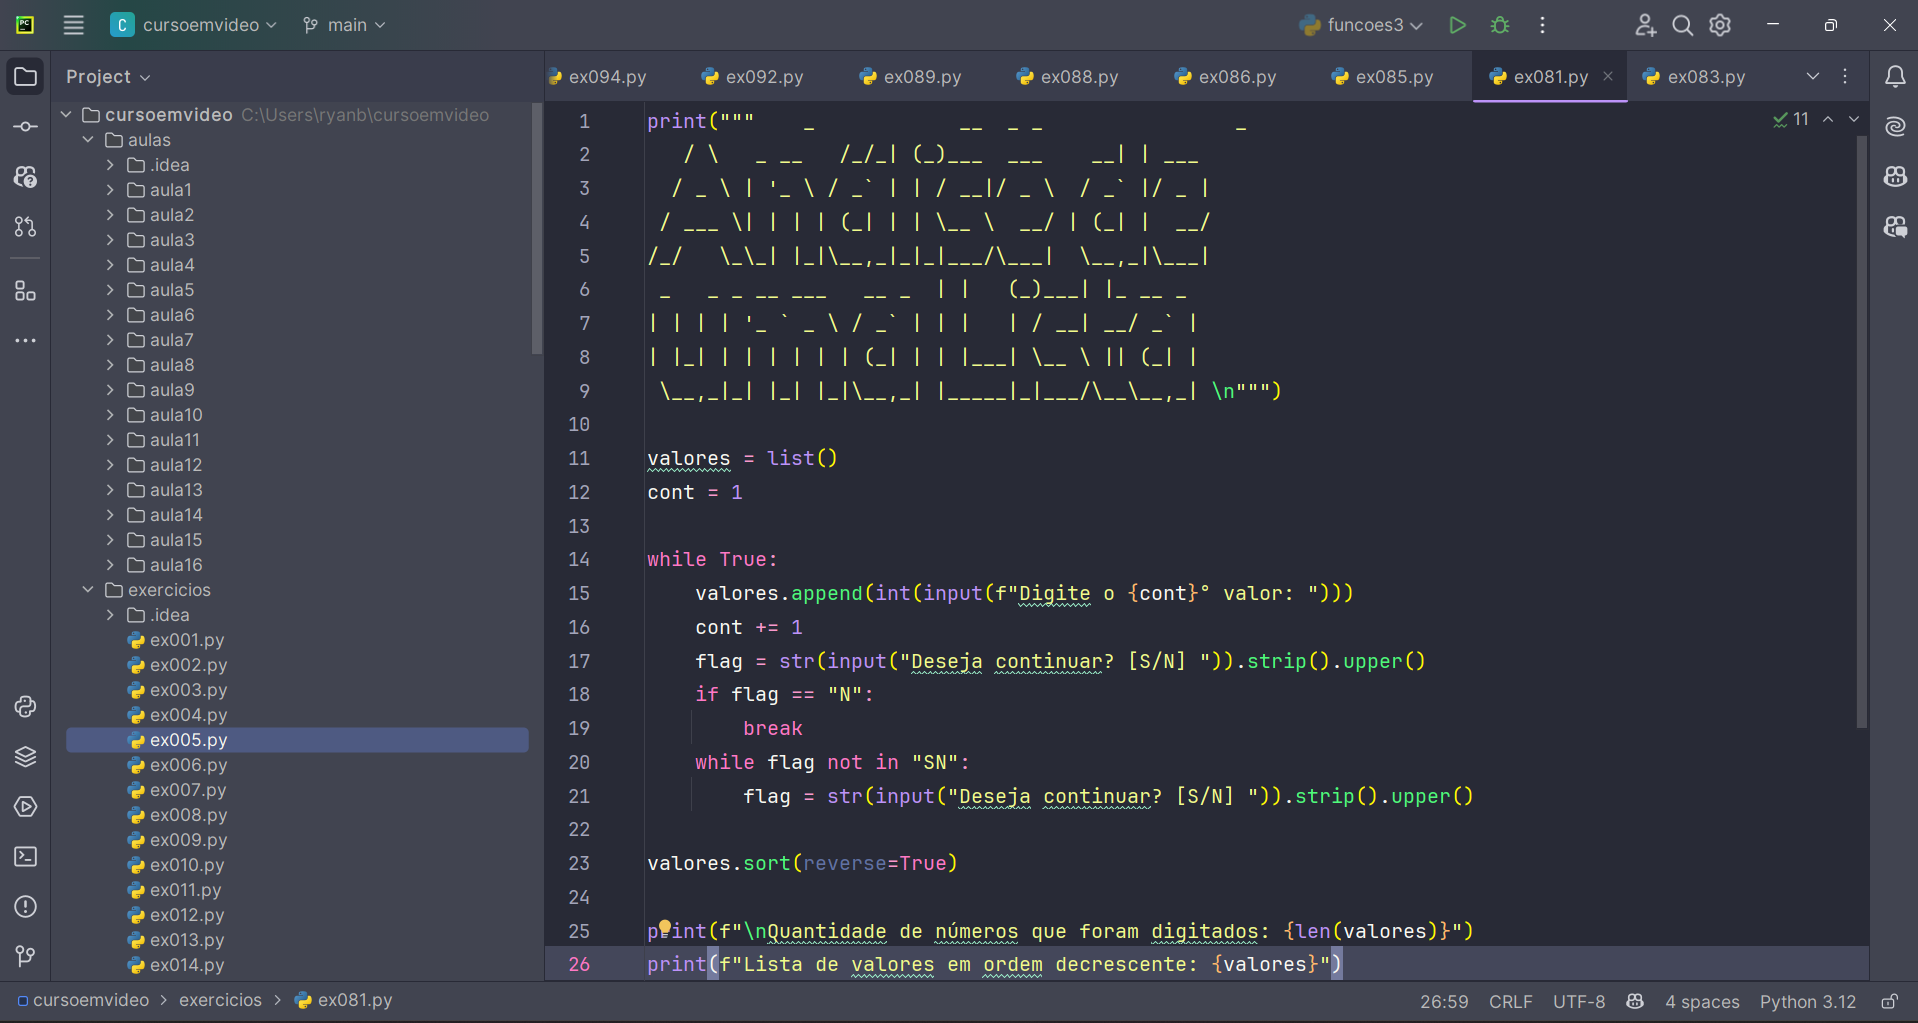 PC
C cursoemvideo main funcoes3
Project
ex094.py ex092.py ex089.py ex088.py ex086.py ex085.py ex081.py ex083.py
cursoemvideo C:\Users\ryanb\cursoemvideo
aulas
.idea
aula1
aula2
aula3
aula4
aula5
aula6
aula7
aula8
aula9
aula10
aula11
aula12
aula13
aula14
aula15
aula16
exercicios
.idea
ex001.py
ex002.py
ex003.py
ex004.py
ex005.py
ex006.py
ex007.py
ex008.py
ex009.py
ex010.py
ex011.py
ex012.py
ex013.py
ex014.py
11
1 print("""    _            __  _ _                _
2    / \   _ __   /_/_| (_)___  ___    __| | ___
3   / _ \ | '_ \ / _` | | / __|/ _ \  / _` |/ _ |
4  / ___ \| | | | (_| | | \__ \  __/ | (_| |  __/
5 /_/   \_\_| |_|\__,_|_|_|___/\___|  \__,_|\___|
6  _   _ _ __ ___   __ _  | |   (_)___| |_ __ _
7 | | | | '_ ` _ \ / _` | | |   | / __| __/ _` |
8 | |_| | | | | | | (_| | | |___| \__ \ || (_| |
9  \__,_|_| |_| |_|\__,_| |_____|_|___/\__\__,_| \n""")
10
11 valores = list()
12 cont = 1
13
14 while True:
15     valores.append(int(input(f"Digite o {cont}° valor: ")))
16     cont += 1
17     flag = str(input("Deseja continuar? [S/N] ")).strip().upper()
18     if flag == "N":
19         break
20     while flag not in "SN":
21         flag = str(input("Deseja continuar? [S/N] ")).strip().upper()
22
23 valores.sort(reverse=True)
24
25 print(f"\nQuantidade de números que foram digitados: {len(valores)}")
26 print(f"Lista de valores em ordem decrescente: {valores}")
cursoemvideo > exercicios > ex081.py
26:59 CRLF UTF-8 4 spaces Python 3.12